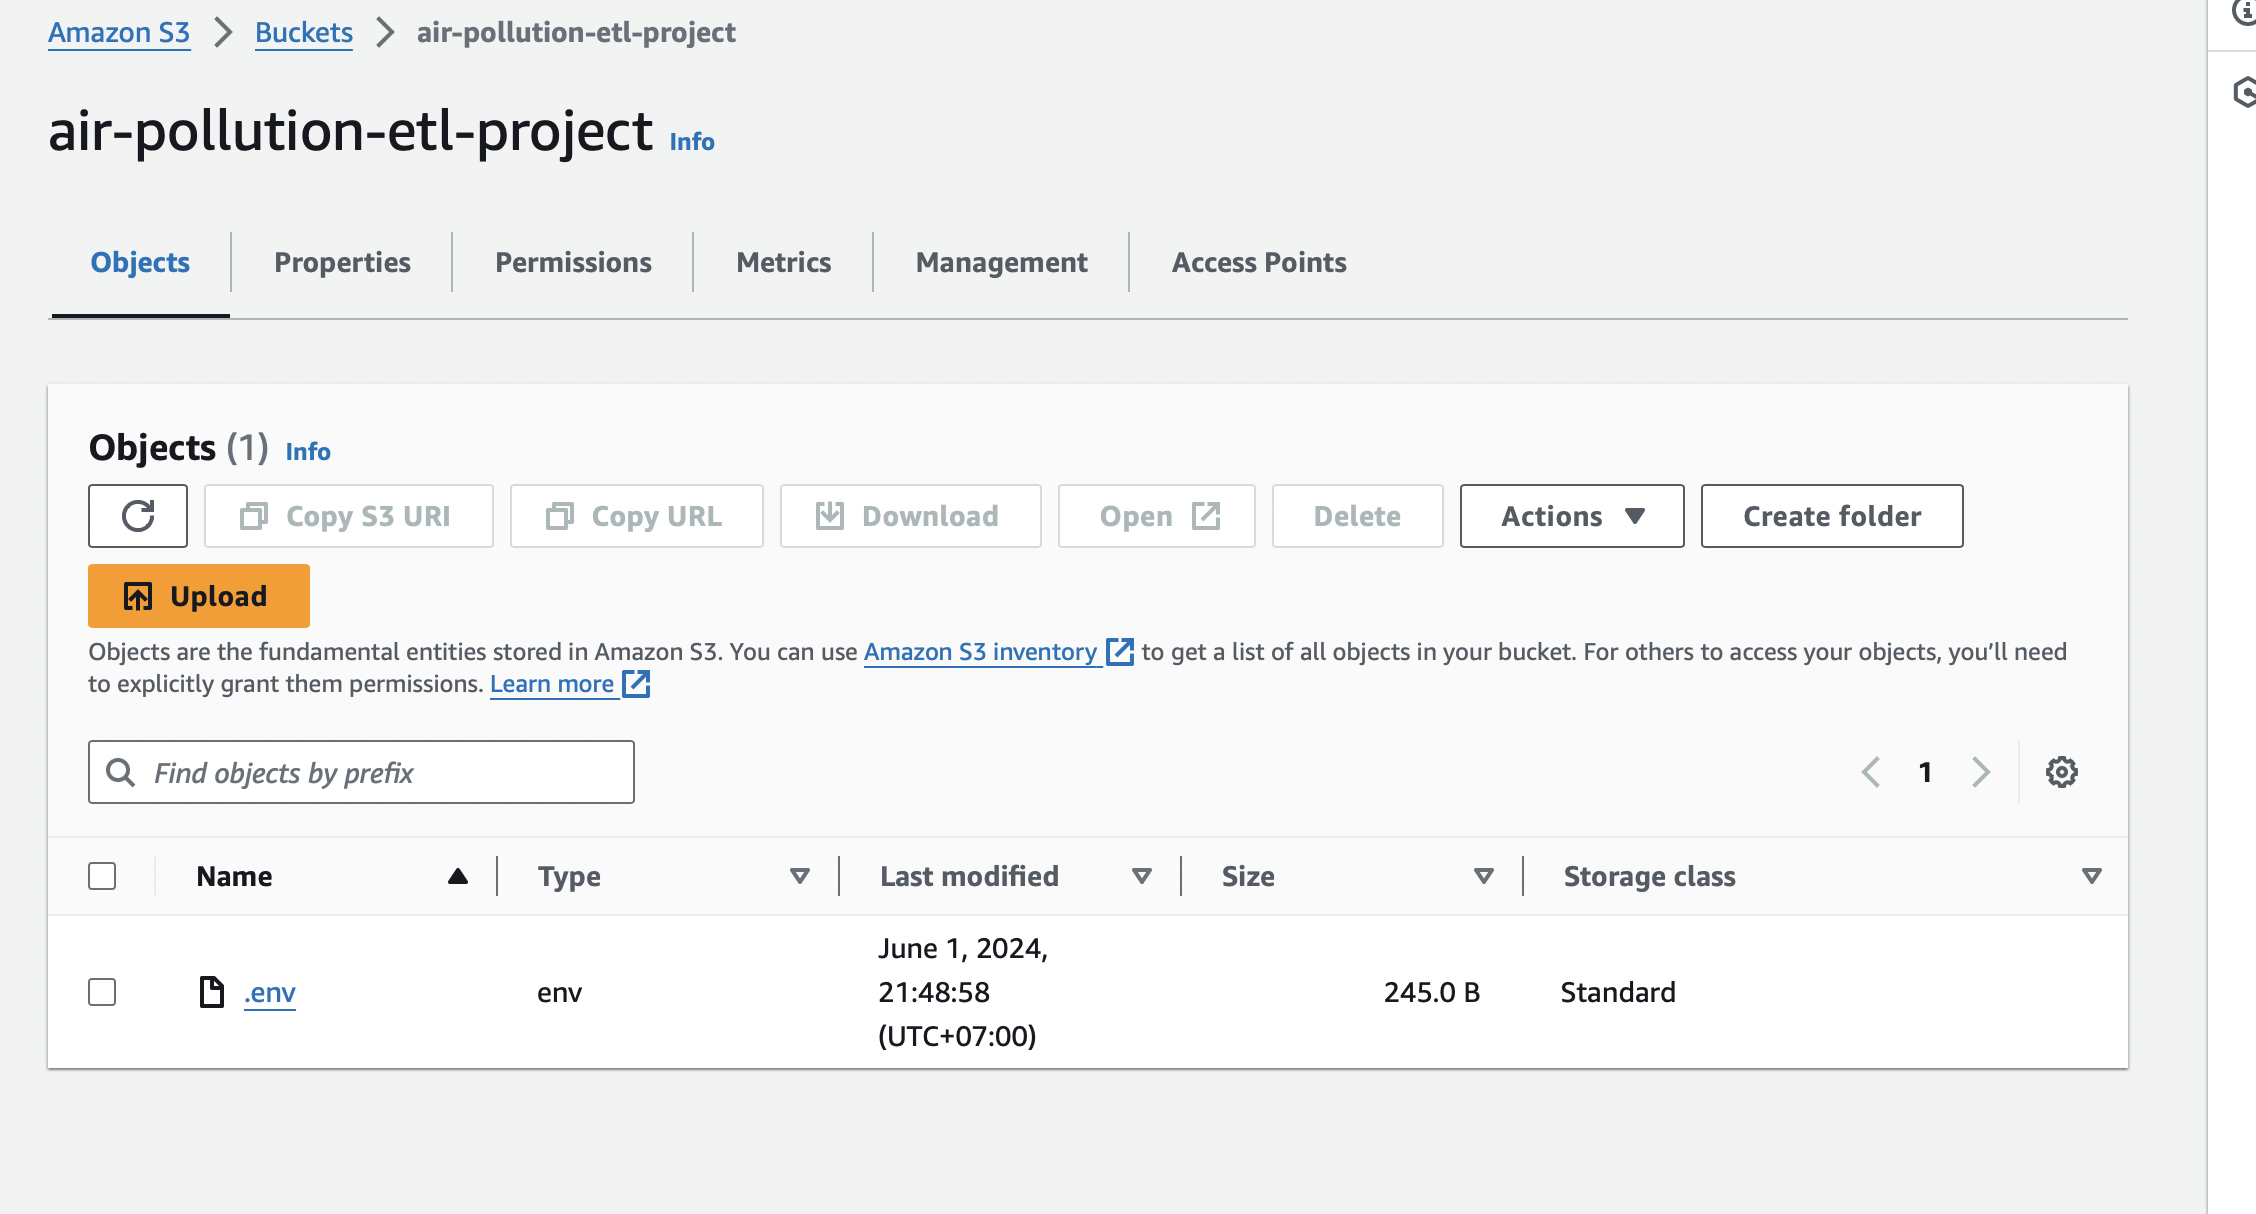 Amazon S3 > Buckets > air-pollution-etl-project
air-pollution-etl-project Info
Objects Properties Permissions Metrics Management Access Points
Objects (1) Info
Copy S3 URI Copy URL Download Open Delete Actions Create folder
Upload
Objects are the fundamental entities stored in Amazon S3. You can use Amazon S3 inventory to get a list of all objects in your bucket. For others to access your objects, you’ll need
to explicitly grant them permissions. Learn more
Find objects by prefix
1
Name Type Last modified Size Storage class
.env env June 1, 2024, 21:48:58 (UTC+07:00) 245.0 B Standard